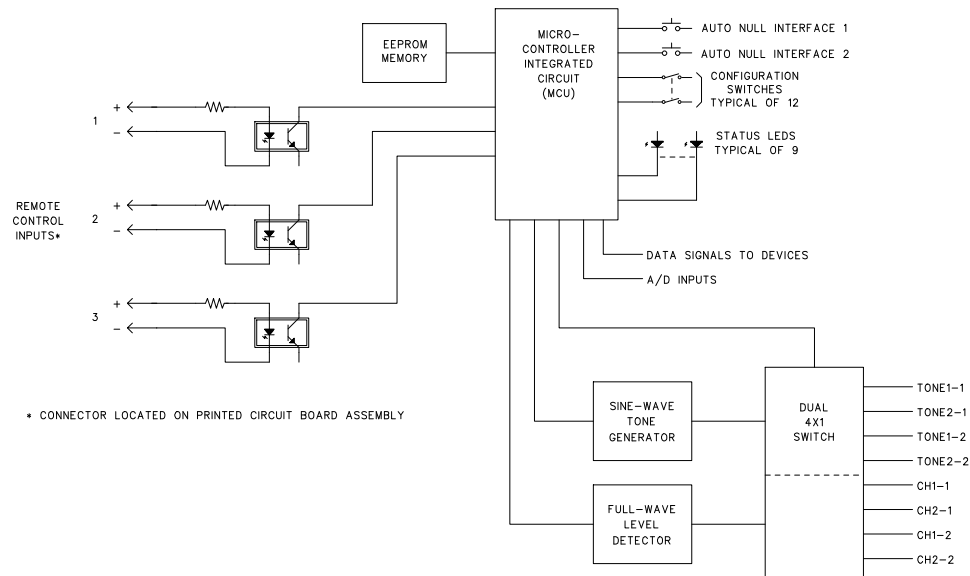 EEPROM
MEMORY
MICRO-
CONTROLLER
INTEGRATED
CIRCUIT
(MCU)
AUTO NULL INTERFACE 1
AUTO NULL INTERFACE 2
CONFIGURATION
SWITCHES
TYPICAL OF 12
STATUS LEDS
TYPICAL OF 9
1
+
-
REMOTE
CONTROL
INPUTS*
2
+
-
3
+
-
DATA SIGNALS TO DEVICES
A/D INPUTS
* CONNECTOR LOCATED ON PRINTED CIRCUIT BOARD ASSEMBLY
SINE-WAVE
TONE
GENERATOR
DUAL
4X1
SWITCH
TONE1-1
TONE2-1
TONE1-2
TONE2-2
CH1-1
CH2-1
CH1-2
CH2-2
FULL-WAVE
LEVEL
DETECTOR